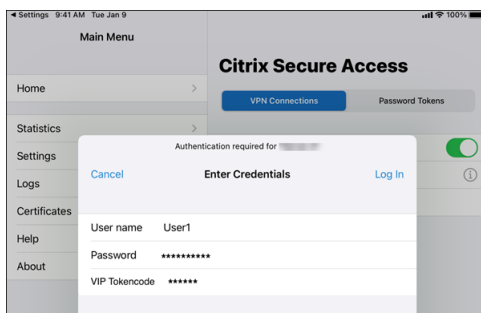 ◀ Settings 9:41 AM Tue Jan 9 100%
Main Menu
Citrix Secure Access
Home
VPN Connections Password Tokens
Statistics
Settings
Logs
Certificates
Help
About
Authentication required for
Cancel Enter Credentials Log In
User name User1
Password **********
VIP Tokencode ******